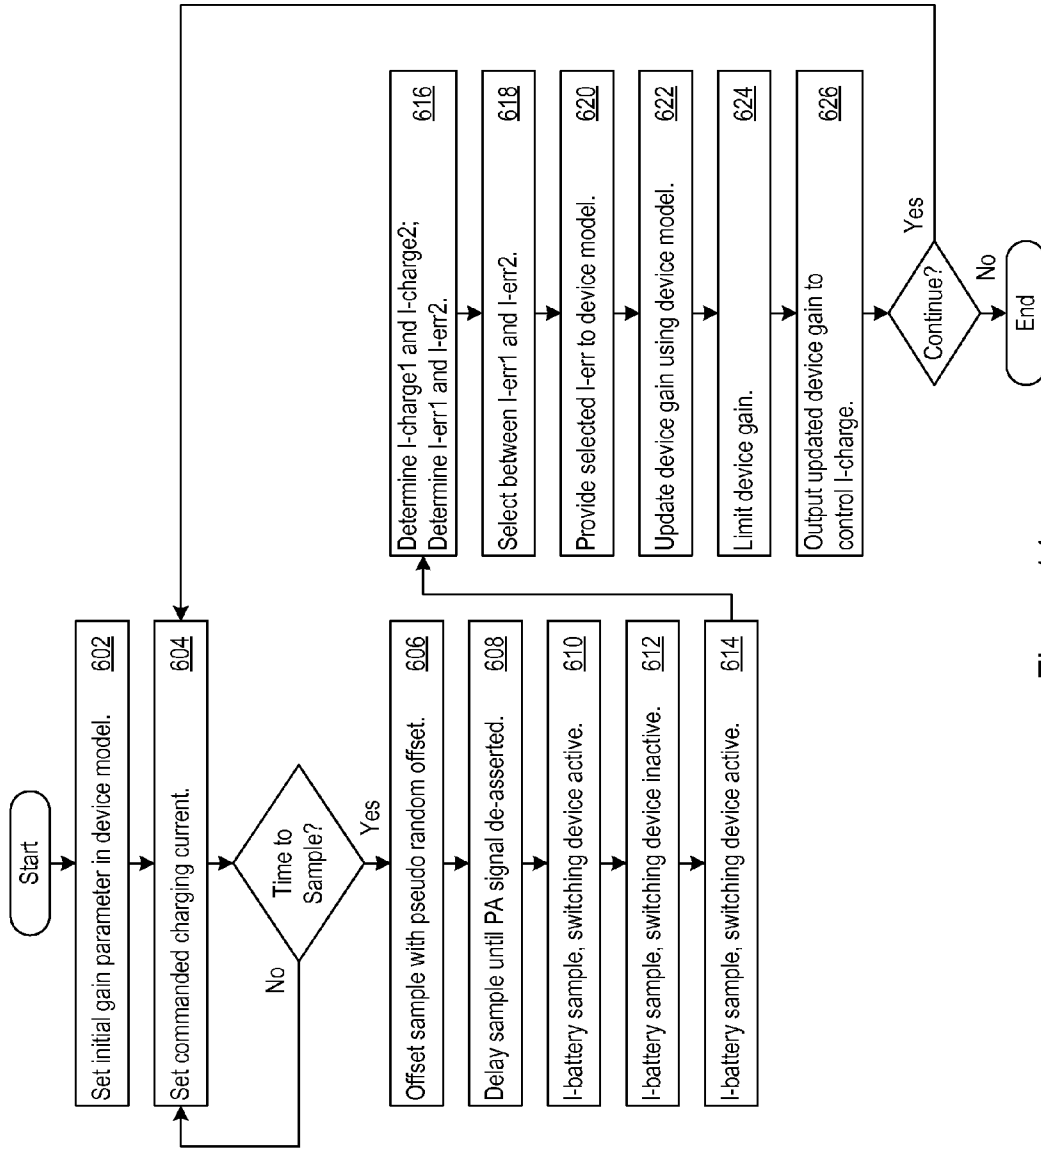 Start
Set initial gain parameter in device model. 602
Set commanded charging current. 604
Time to
Sample?
No
Yes
Offset sample with pseudo random offset. 606
Delay sample until PA signal de-asserted. 608
I-battery sample, switching device active. 610
I-battery sample, switching device inactive. 612
I-battery sample, switching device active. 614
Determine I-charge1 and I-charge2; 616
Determine I-err1 and I-err2.
Select between I-err1 and I-err2. 618
Provide selected I-err to device model. 620
Update device gain using device model. 622
Limit device gain. 624
Output updated device gain to 626
control I-charge.
Continue?
Yes
No
End